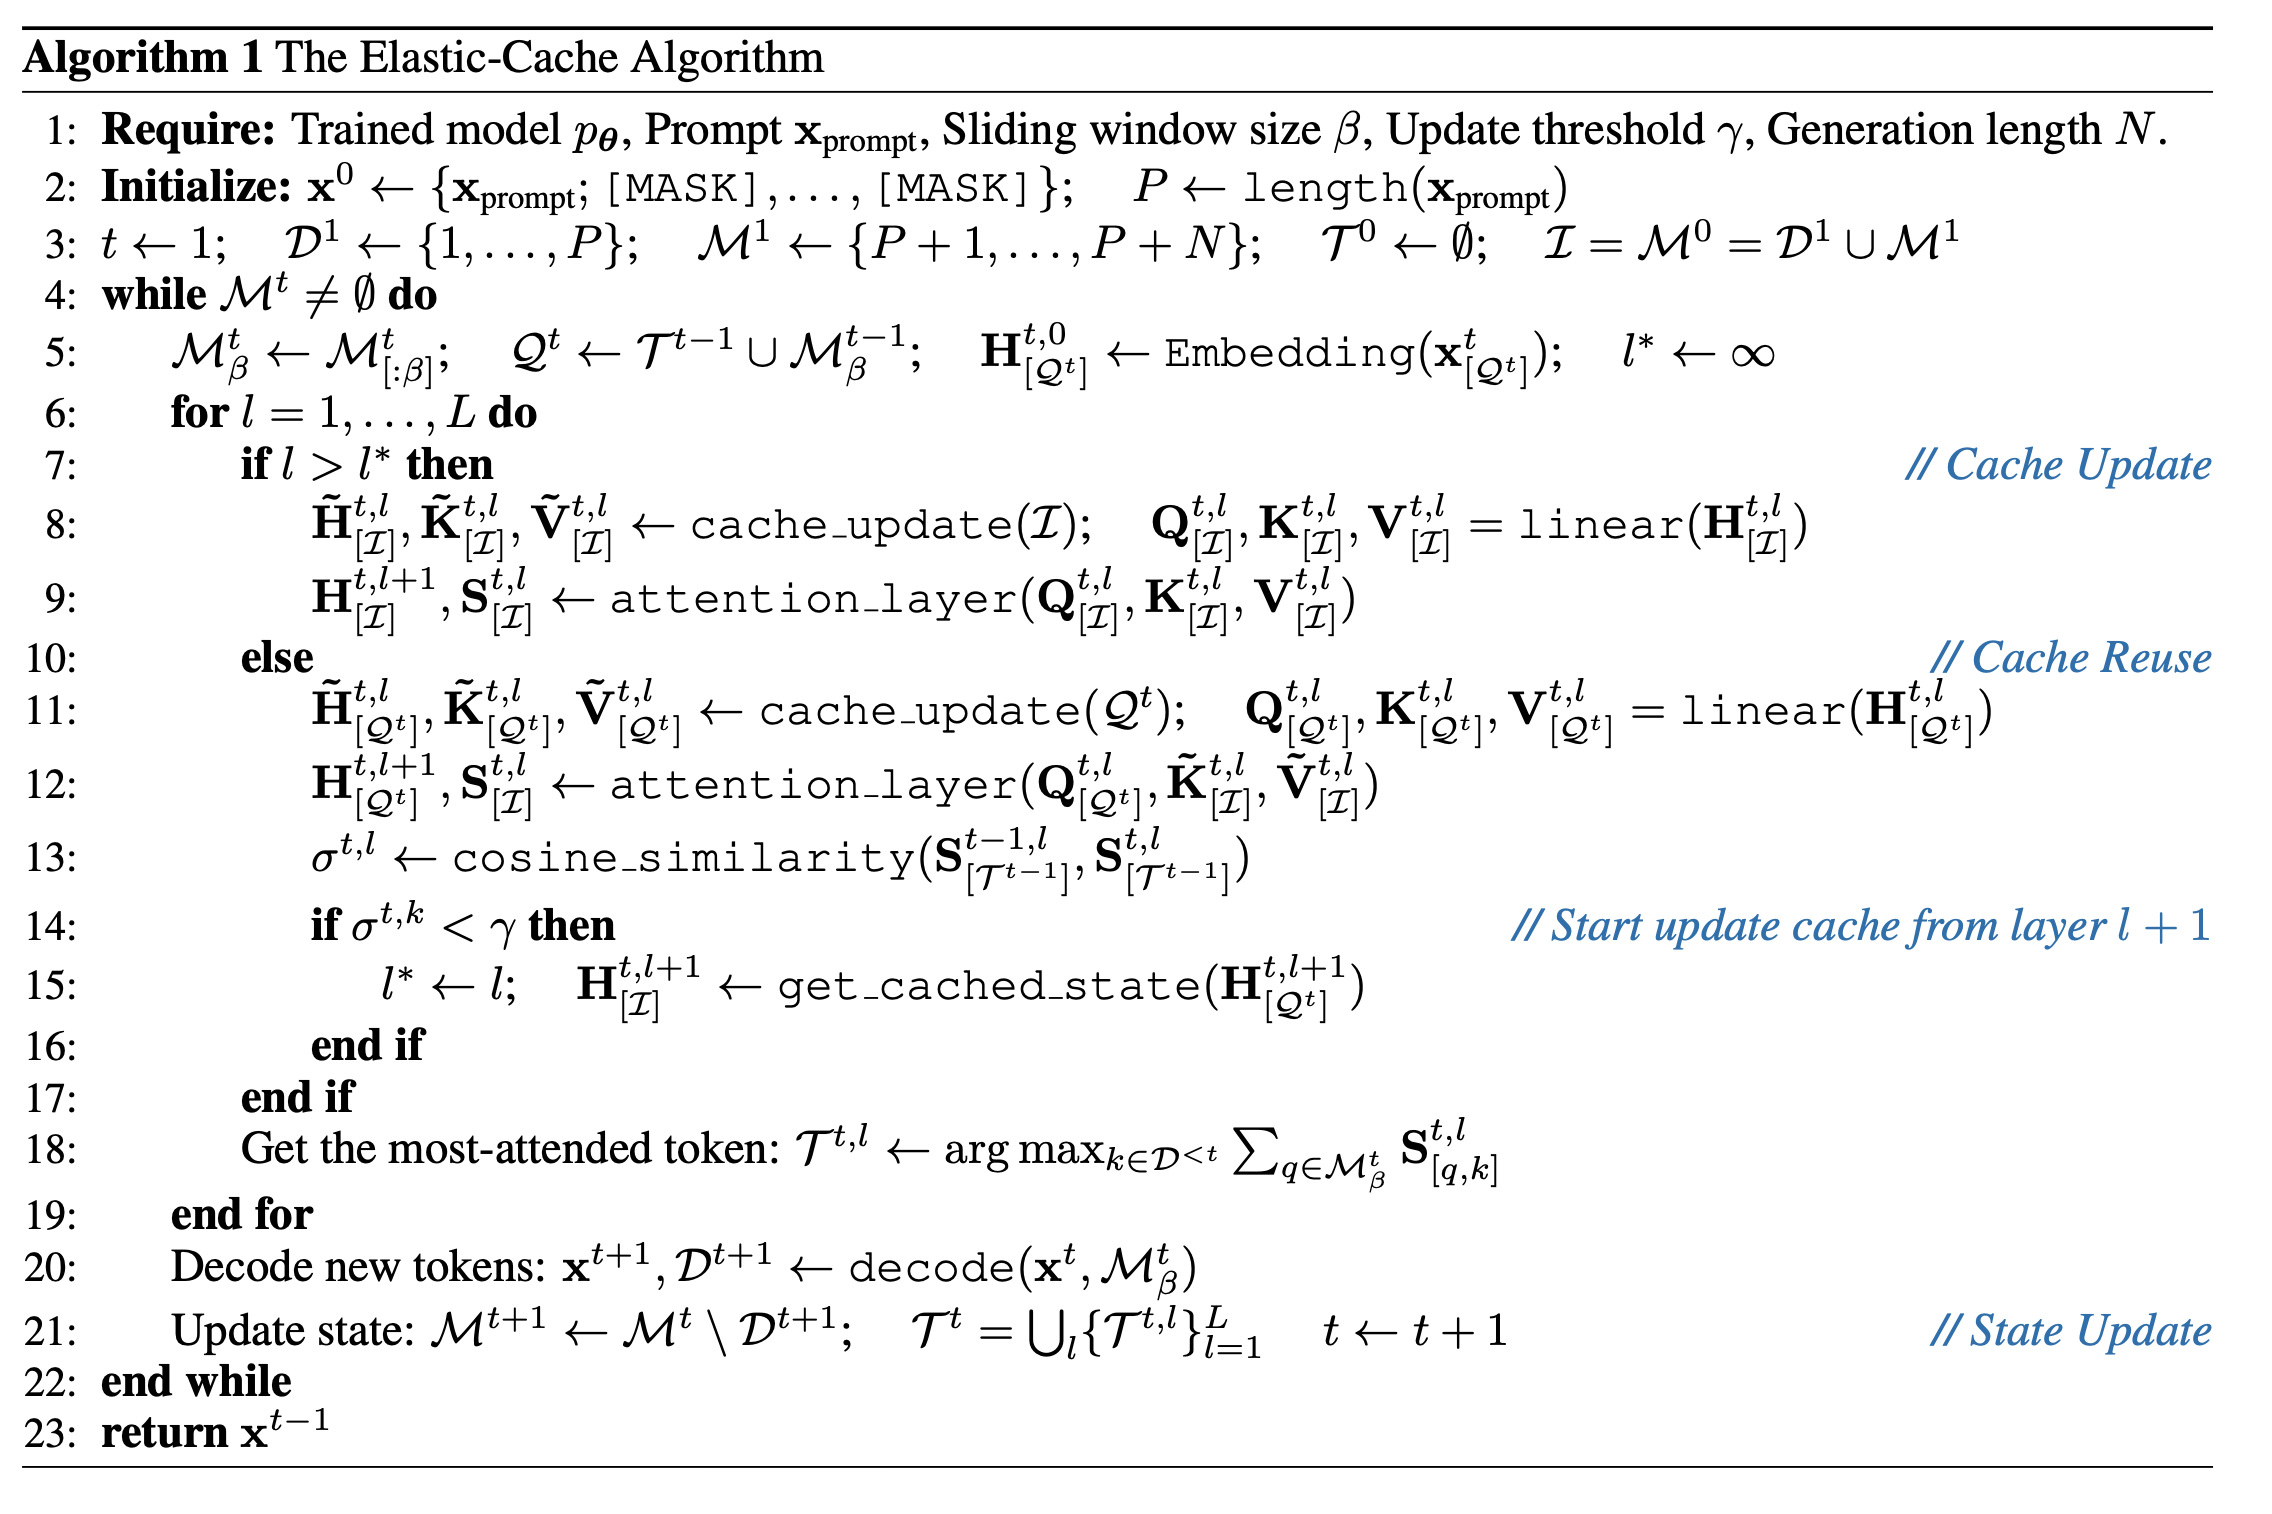 Algorithm 1 The Elastic-Cache Algorithm
1: Require: Trained model $p_{\boldsymbol{\theta}}$, Prompt $\mathbf{x}_{\text{prompt}}$, Sliding window size $\beta$, Update threshold $\gamma$, Generation length $N$.
2: Initialize: $\mathbf{x}^0 \leftarrow \{\mathbf{x}_{\text{prompt}}; \texttt{[MASK]}, \ldots, \texttt{[MASK]}\}; \quad P \leftarrow \texttt{length}(\mathbf{x}_{\text{prompt}})$
3: $t \leftarrow 1; \quad \mathcal{D}^1 \leftarrow \{1, \ldots, P\}; \quad \mathcal{M}^1 \leftarrow \{P+1, \ldots, P+N\}; \quad \mathcal{T}^0 \leftarrow \emptyset; \quad \mathcal{I} = \mathcal{M}^0 = \mathcal{D}^1 \cup \mathcal{M}^1$
4: while $\mathcal{M}^t \neq \emptyset$ do
5: $\mathcal{M}^t_\beta \leftarrow \mathcal{M}^t_{[:\beta]}; \quad \mathcal{Q}^t \leftarrow \mathcal{T}^{t-1} \cup \mathcal{M}^{t-1}_\beta; \quad \mathbf{H}^{t,0}_{[\mathcal{Q}^t]} \leftarrow \texttt{Embedding}(\mathbf{x}^t_{[\mathcal{Q}^t]}); \quad l^* \leftarrow \infty$
6: for $l = 1, \ldots, L$ do
7: if $l > l^*$ then // Cache Update
8: $\tilde{\mathbf{H}}^{t,l}_{[\mathcal{I}]}, \tilde{\mathbf{K}}^{t,l}_{[\mathcal{I}]}, \tilde{\mathbf{V}}^{t,l}_{[\mathcal{I}]} \leftarrow \texttt{cache\_update}(\mathcal{I}); \quad \mathbf{Q}^{t,l}_{[\mathcal{I}]}, \mathbf{K}^{t,l}_{[\mathcal{I}]}, \mathbf{V}^{t,l}_{[\mathcal{I}]} = \texttt{linear}(\mathbf{H}^{t,l}_{[\mathcal{I}]})$
9: $\mathbf{H}^{t,l+1}_{[\mathcal{I}]}, \mathbf{S}^{t,l}_{[\mathcal{I}]} \leftarrow \texttt{attention\_layer}(\mathbf{Q}^{t,l}_{[\mathcal{I}]}, \mathbf{K}^{t,l}_{[\mathcal{I}]}, \mathbf{V}^{t,l}_{[\mathcal{I}]})$
10: else // Cache Reuse
11: $\tilde{\mathbf{H}}^{t,l}_{[\mathcal{Q}^t]}, \tilde{\mathbf{K}}^{t,l}_{[\mathcal{Q}^t]}, \tilde{\mathbf{V}}^{t,l}_{[\mathcal{Q}^t]} \leftarrow \texttt{cache\_update}(\mathcal{Q}^t); \quad \mathbf{Q}^{t,l}_{[\mathcal{Q}^t]}, \mathbf{K}^{t,l}_{[\mathcal{Q}^t]}, \mathbf{V}^{t,l}_{[\mathcal{Q}^t]} = \texttt{linear}(\mathbf{H}^{t,l}_{[\mathcal{Q}^t]})$
12: $\mathbf{H}^{t,l+1}_{[\mathcal{Q}^t]}, \mathbf{S}^{t,l}_{[\mathcal{I}]} \leftarrow \texttt{attention\_layer}(\mathbf{Q}^{t,l}_{[\mathcal{Q}^t]}, \tilde{\mathbf{K}}^{t,l}_{[\mathcal{I}]}, \tilde{\mathbf{V}}^{t,l}_{[\mathcal{I}]})$
13: $\sigma^{t,l} \leftarrow \texttt{cosine\_similarity}(\mathbf{S}^{t-1,l}_{[\mathcal{T}^{t-1}]}, \mathbf{S}^{t,l}_{[\mathcal{T}^{t-1}]})$
14: if $\sigma^{t,k} < \gamma$ then // Start update cache from layer $l+1$
15: $l^* \leftarrow l; \quad \mathbf{H}^{t,l+1}_{[\mathcal{I}]} \leftarrow \texttt{get\_cached\_state}(\mathbf{H}^{t,l+1}_{[\mathcal{Q}^t]})$
16: end if
17: end if
18: Get the most-attended token: $\mathcal{T}^{t,l} \leftarrow \arg\max_{k \in \mathcal{D}^{<t}} \sum_{q \in \mathcal{M}^t_\beta} \mathbf{S}^{t,l}_{[q,k]}$
19: end for
20: Decode new tokens: $\mathbf{x}^{t+1}, \mathcal{D}^{t+1} \leftarrow \texttt{decode}(\mathbf{x}^t, \mathcal{M}^t_\beta)$
21: Update state: $\mathcal{M}^{t+1} \leftarrow \mathcal{M}^t \setminus \mathcal{D}^{t+1}; \quad \mathcal{T}^t = \bigcup_l \{\mathcal{T}^{t,l}\}^L_{l=1} \quad t \leftarrow t+1$ // State Update
22: end while
23: return $\mathbf{x}^{t-1}$